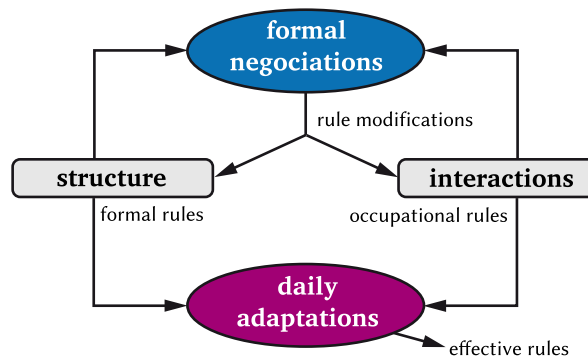 formal
negociations
rule modifications
structure
interactions
formal rules
occupational rules
daily
adaptations
effective rules